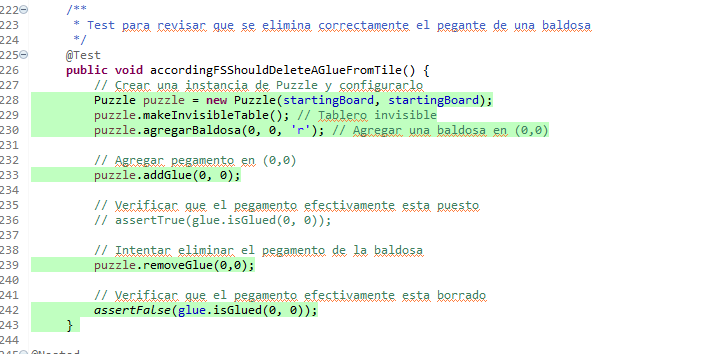 222 /**
223 * Test para revisar que se elimina correctamente el pegante de una baldosa
224 */
225 @Test
226 public void accordingFSShouldDeleteAGlueFromTile() {
227 // Crear una instancia de Puzzle y configurarlo
228 Puzzle puzzle = new Puzzle(startingBoard, startingBoard);
229 puzzle.makeInvisibleTable(); // Tablero invisible
230 puzzle.agregarBaldosa(0, 0, 'r'); // Agregar una baldosa en (0,0)
231
232 // Agregar pegamento en (0,0)
233 puzzle.addGlue(0, 0);
234
235 // Verificar que el pegamento efectivamente esta puesto
236 // assertTrue(glue.isGlued(0, 0));
237
238 // Intentar eliminar el pegamento de la baldosa
239 puzzle.removeGlue(0,0);
240
241 // Verificar que el pegamento efectivamente esta borrado
242 assertFalse(glue.isGlued(0, 0));
243 }
244